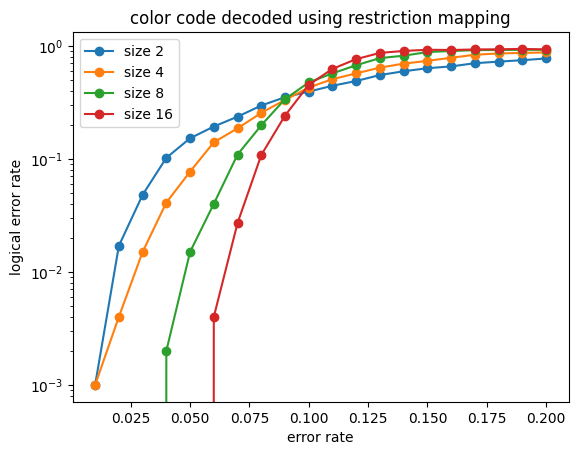 color code decoded using restriction mapping
size 2
size 4
size 8
size 16
10⁰
10⁻¹
10⁻²
10⁻³
logical error rate
0.025 0.050 0.075 0.100 0.125 0.150 0.175 0.200
error rate